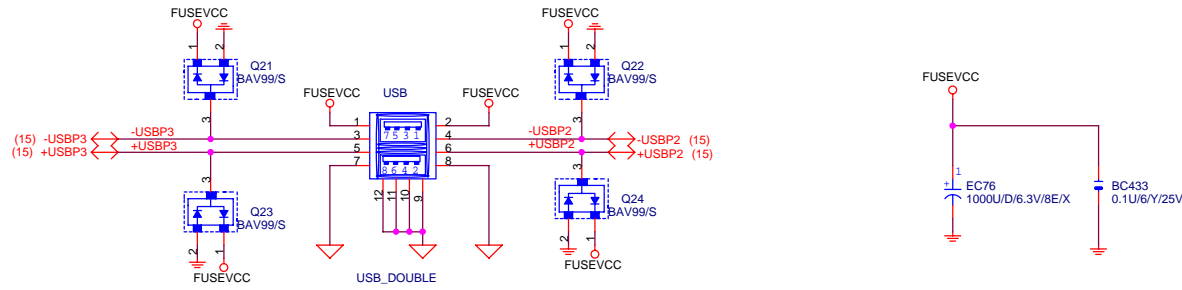 FUSEVCC
1
2
Q21
BAV99/S
3
FUSEVCC
USB
FUSEVCC
FUSEVCC
1
2
Q22
BAV99/S
3
(15) -USBP3
-USBP3
(15) +USBP3
+USBP3
1
3
5
7
7 5 3 1
8 6 4 2
2
4
6
8
-USBP2
-USBP2 (15)
+USBP2
+USBP2 (15)
12
11
10
9
3
Q23
BAV99/S
2
1
FUSEVCC
USB_DOUBLE
3
Q24
BAV99/S
2
1
FUSEVCC
FUSEVCC
1
+
EC76
1000U/D/6.3V/8E/X
BC433
0.1U/6/Y/25V